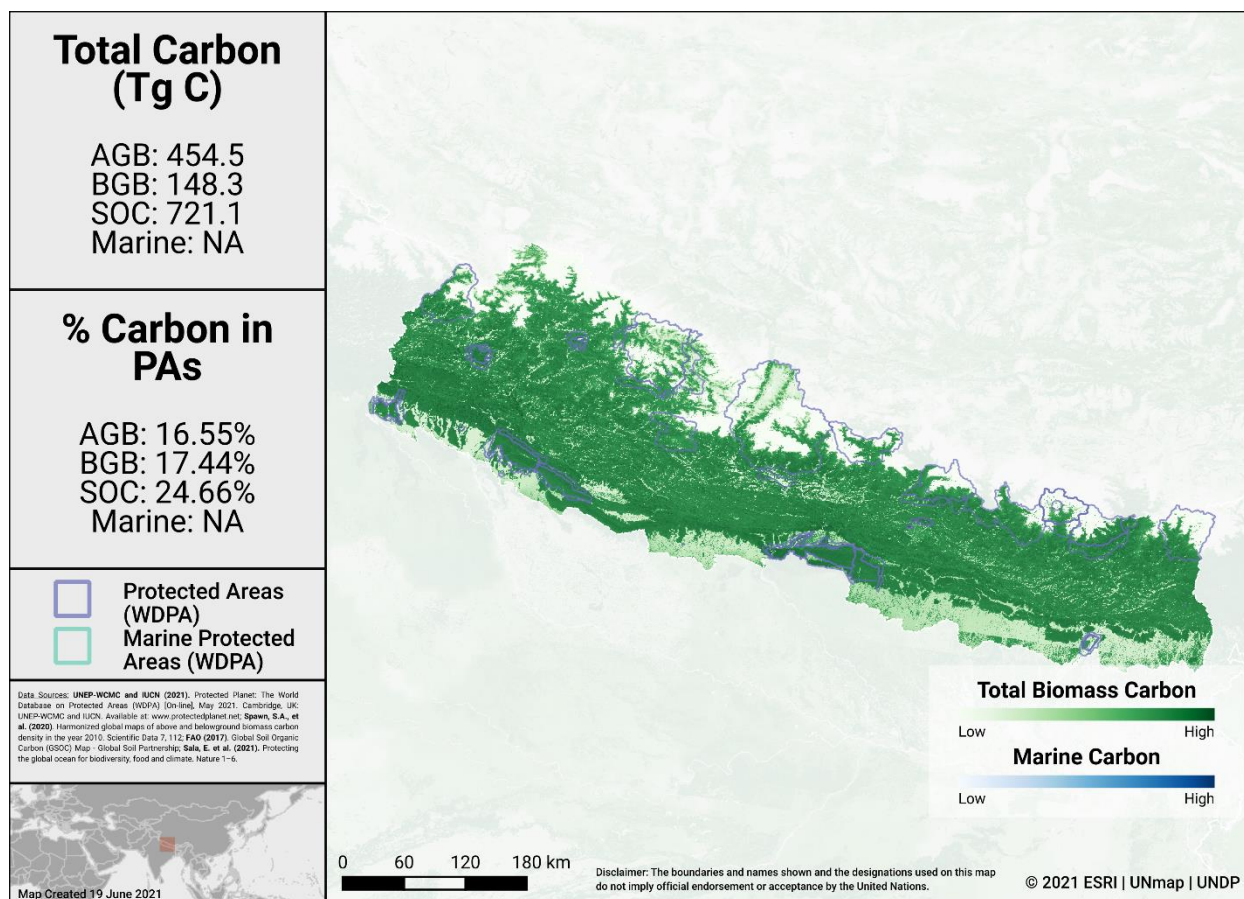 Total Carbon
(Tg C)
AGB: 454.5
BGB: 148.3
SOC: 721.1
Marine: NA
% Carbon in
PAs
AGB: 16.55%
BGB: 17.44%
SOC: 24.66%
Marine: NA
Protected Areas
(WDPA)
Marine Protected
Areas (WDPA)
Data Sources: UNEP-WCMC and IUCN (2021). Protected Planet: The World
Database on Protected Areas (WDPA) [On-line], May 2021. Cambridge, UK:
UNEP-WCMC and IUCN. Available at: www.protectedplanet.net; Spawn, S.A., et
al. (2020). Harmonized global maps of above and belowground biomass carbon
density in the year 2010. Scientific Data 7, 112; FAO (2017). Global Soil Organic
Carbon (GSOC) Map - Global Soil Partnership; Sala, E. et al. (2021). Protecting
the global ocean for biodiversity, food and climate. Nature 1–6.
Map Created 19 June 2021
Total Biomass Carbon
Low High
Marine Carbon
Low High
0 60 120 180 km
Disclaimer: The boundaries and names shown and the designations used on this map
do not imply official endorsement or acceptance by the United Nations.
© 2021 ESRI | UNmap | UNDP